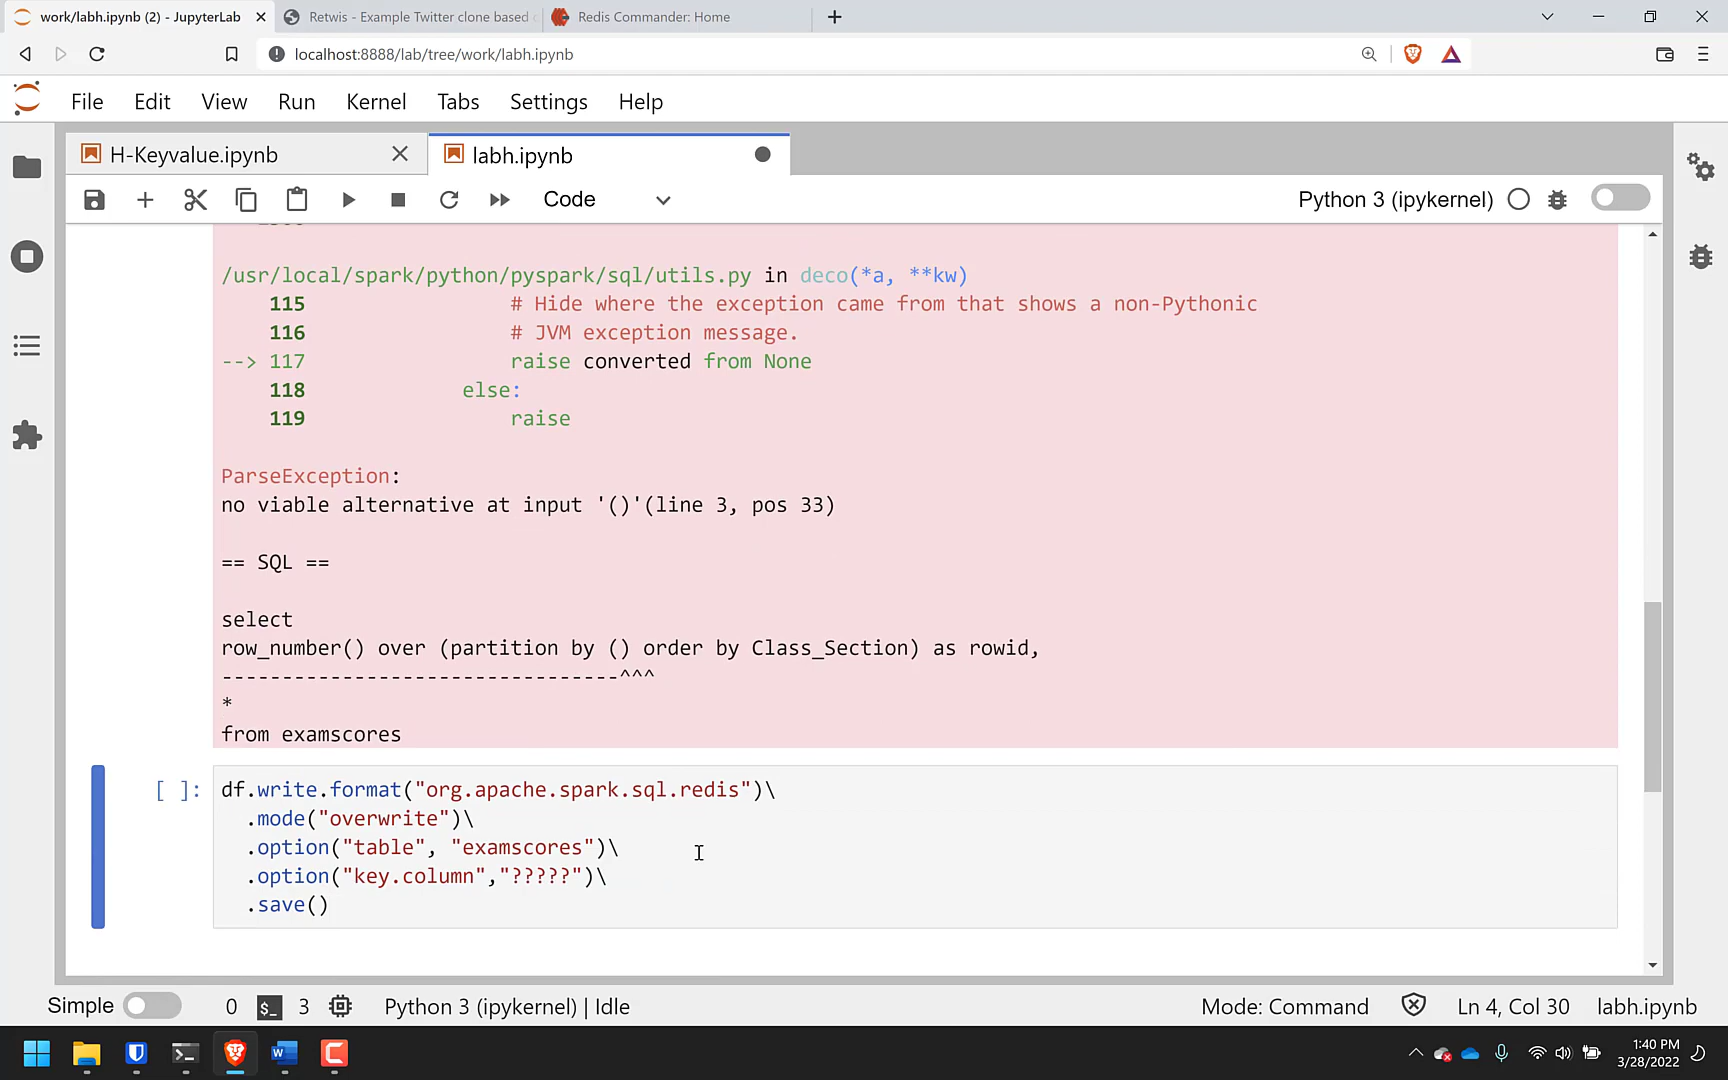 work/labh.ipynb (2) - JupyterLab
Retwis - Example Twitter clone based
Redis Commander: Home
localhost:8888/lab/tree/work/labh.ipynb
File Edit View Run Kernel Tabs Settings Help
H-Keyvalue.ipynb
labh.ipynb
Code
Python 3 (ipykernel)
/usr/local/spark/python/pyspark/sql/utils.py in deco(*a, **kw)
115 # Hide where the exception came from that shows a non-Pythonic
116 # JVM exception message.
--> 117 raise converted from None
118 else:
119 raise
ParseException:
no viable alternative at input '()'(line 3, pos 33)
== SQL ==
select
row_number() over (partition by () order by Class_Section) as rowid,
---------------------------------^^^
*
from examscores
[ ]: df.write.format("org.apache.spark.sql.redis")\
.mode("overwrite")\
.option("table", "examscores")\
.option("key.column","?????")\
.save()
Simple 0 $_ 3 Python 3 (ipykernel) | Idle Mode: Command Ln 4, Col 30 labh.ipynb
1:40 PM
3/28/2022